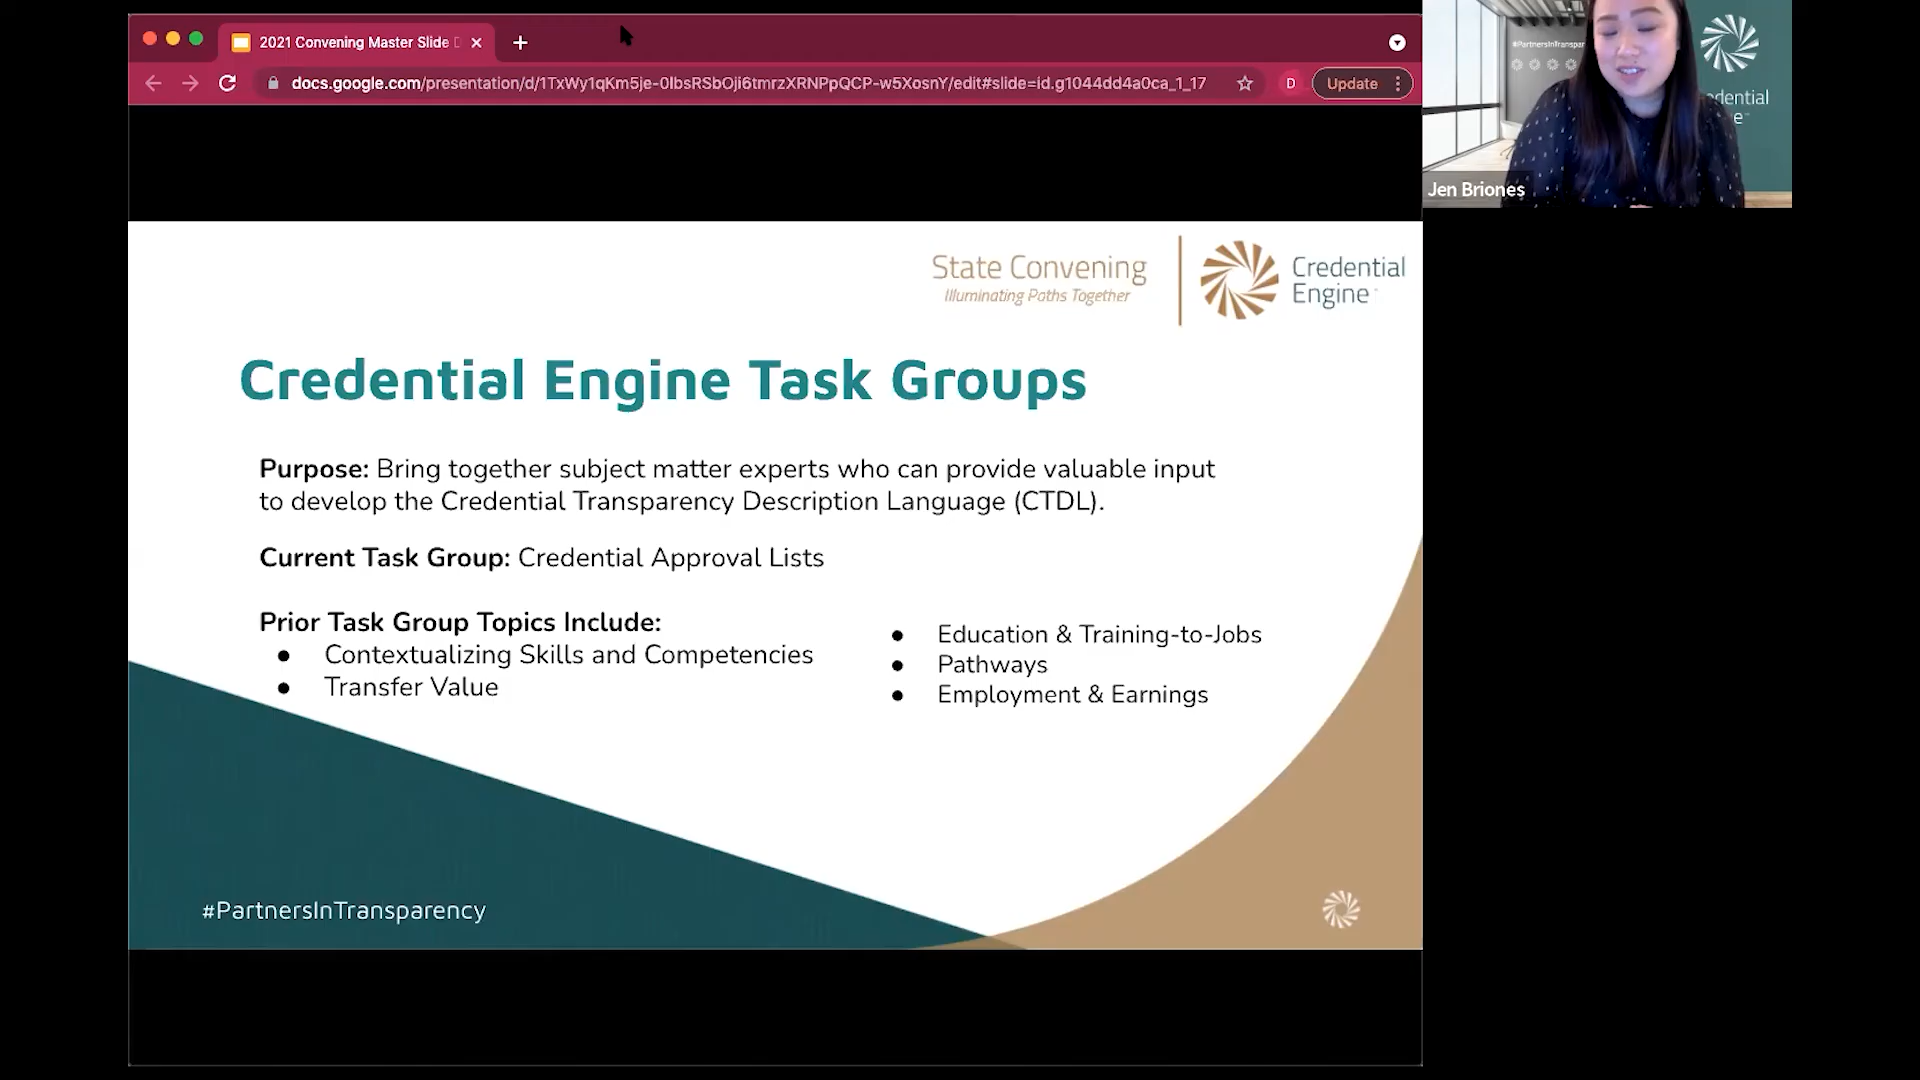 2021 Convening Master Slide
docs.google.com/presentation/d/1TxWy1qKm5je-0lbsRSbOji6tmrzXRNPpQCP-w5XosnY/edit#slide=id.g1044dd4a0ca_1_17
D
Update
#PartnersInTranspar
dential
e™
Jen Briones
State Convening
Illuminating Paths Together
Credential
Engine
Credential Engine Task Groups
Purpose: Bring together subject matter experts who can provide valuable input
to develop the Credential Transparency Description Language (CTDL).
Current Task Group: Credential Approval Lists
Prior Task Group Topics Include:
● Contextualizing Skills and Competencies
● Transfer Value
● Education & Training-to-Jobs
● Pathways
● Employment & Earnings
#PartnersInTransparency